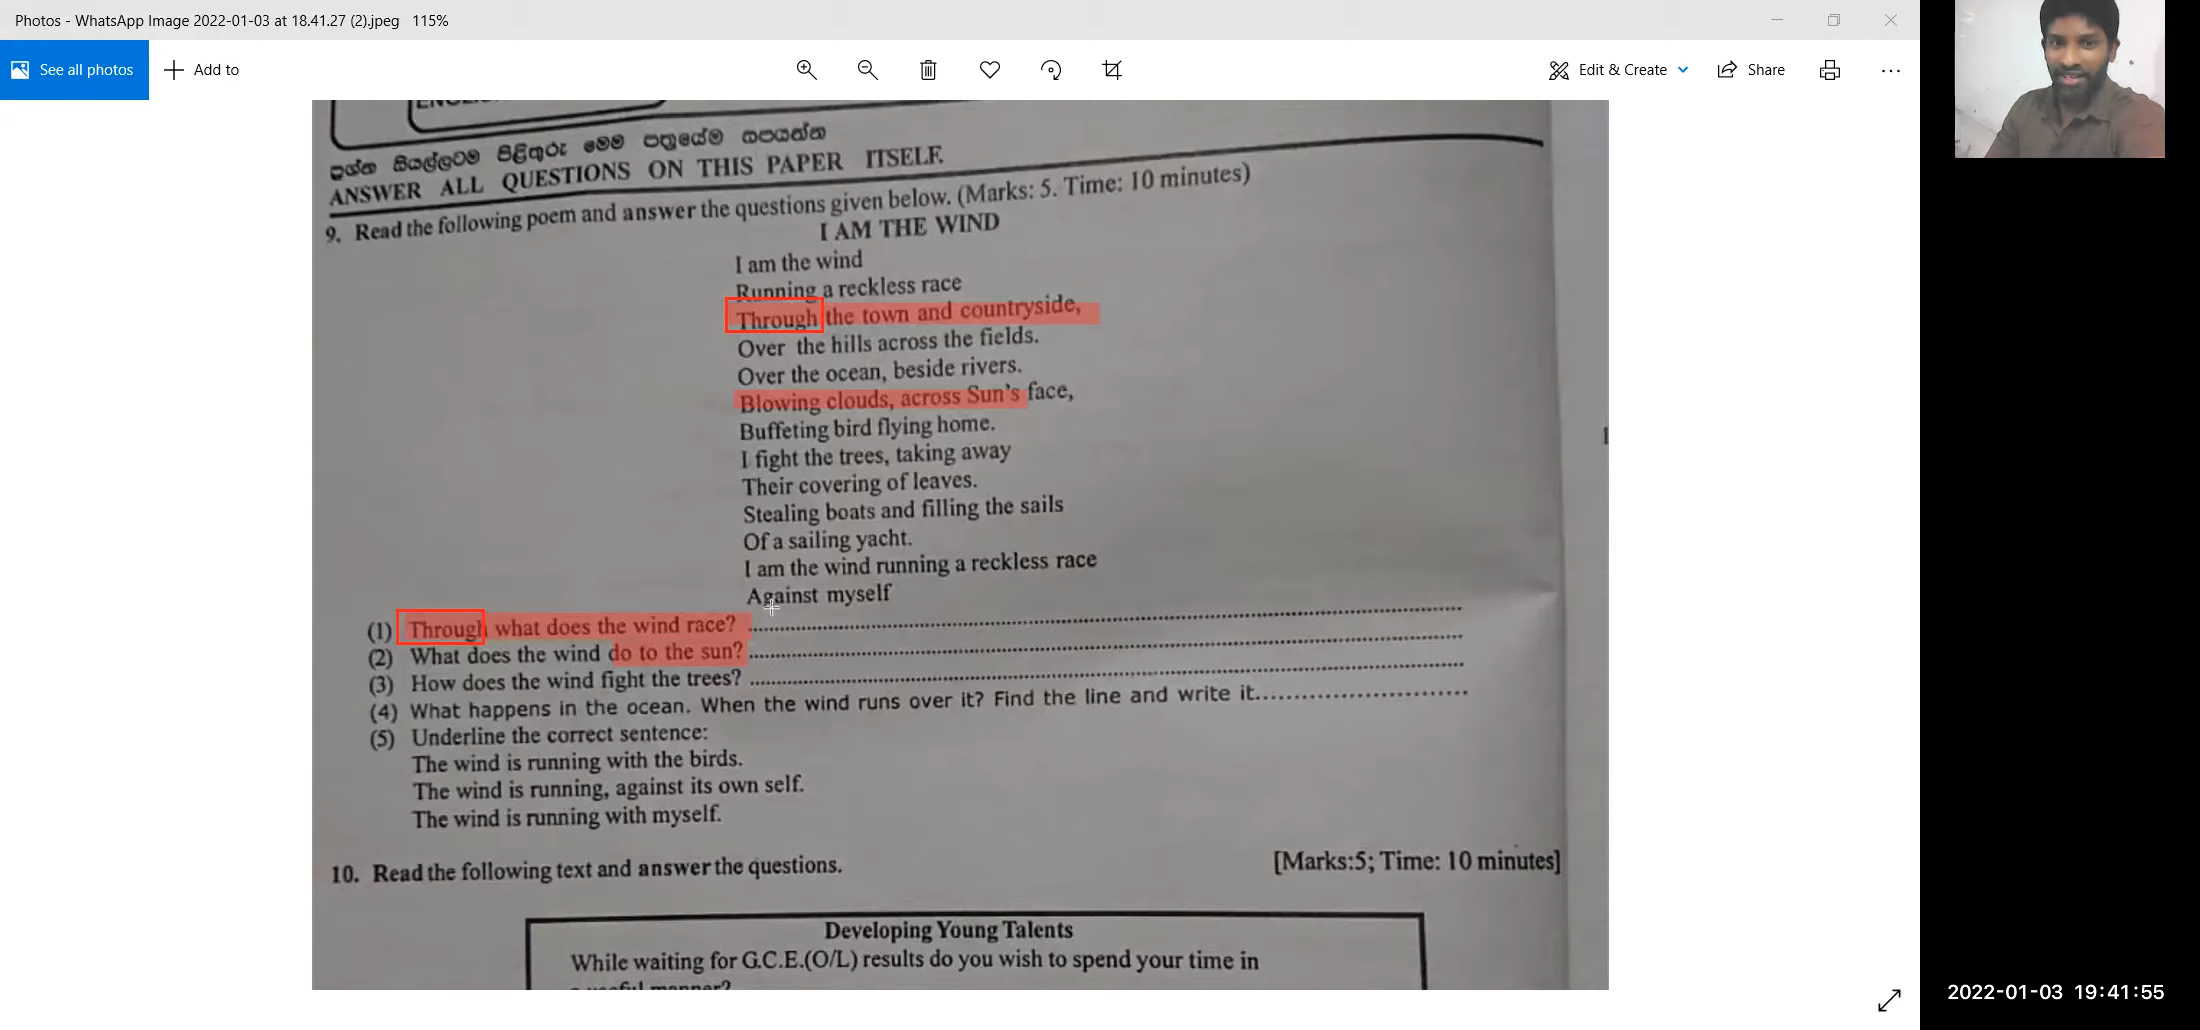 Photos - WhatsApp Image 2022-01-03 at 18.41.27 (2).jpeg 115%
See all photos
Add to
Edit & Create
Share
ප්‍රශ්න සියල්ලටම පිළිතුරු මෙම පත්‍රයේම සපයන්න
ANSWER ALL QUESTIONS ON THIS PAPER ITSELF.
9. Read the following poem and answer the questions given below. (Marks: 5. Time: 10 minutes)
I AM THE WIND
I am the wind
Running a reckless race
Through the town and countryside,
Over the hills across the fields.
Over the ocean, beside rivers.
Blowing clouds, across Sun's face,
Buffeting bird flying home.
I fight the trees, taking away
Their covering of leaves.
Stealing boats and filling the sails
Of a sailing yacht.
I am the wind running a reckless race
Against myself
(1) Through what does the wind race? ..........
(2) What does the wind do to the sun? ..........
(3) How does the wind fight the trees? ..........
(4) What happens in the ocean. When the wind runs over it? Find the line and write it..........
(5) Underline the correct sentence:
The wind is running with the birds.
The wind is running, against its own self.
The wind is running with myself.
10. Read the following text and answer the questions. [Marks:5; Time: 10 minutes]
Developing Young Talents
While waiting for G.C.E.(O/L) results do you wish to spend your time in
2022-01-03 19:41:55